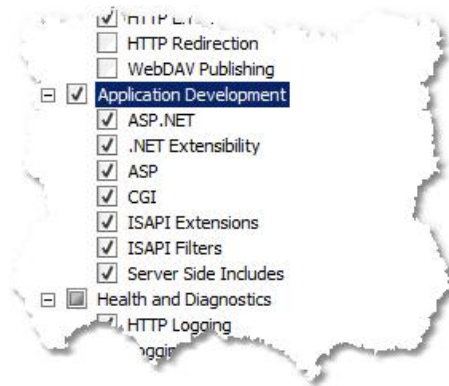 HTTP
HTTP Redirection
WebDAV Publishing
Application Development
ASP.NET
.NET Extensibility
ASP
CGI
ISAPI Extensions
ISAPI Filters
Server Side Includes
Health and Diagnostics
HTTP Logging